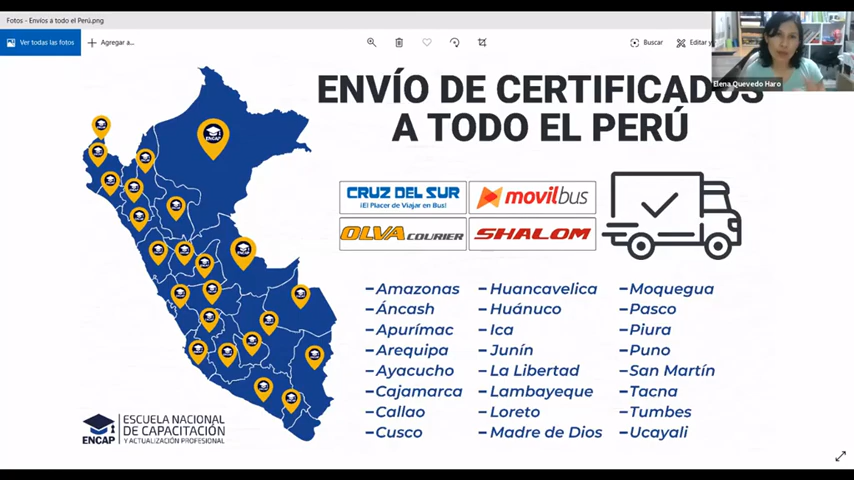 Fotos - Envíos a todo el Perú.png
Ver todas las fotos
Agregar a...
Buscar
Editar y
Elena Quevedo Haro
ENVÍO DE CERTIFICADOS
A TODO EL PERÚ
ENCAP
CRUZ DEL SUR
¡El Placer de Viajar en Bus!
movilbus
OLVA COURIER
SHALOM
–Amazonas
–Áncash
–Apurímac
–Arequipa
–Ayacucho
–Cajamarca
–Callao
–Cusco
–Huancavelica
–Huánuco
–Ica
–Junín
–La Libertad
–Lambayeque
–Loreto
–Madre de Dios
–Moquegua
–Pasco
–Piura
–Puno
–San Martín
–Tacna
–Tumbes
–Ucayali
ENCAP
ESCUELA NACIONAL
DE CAPACITACIÓN
Y ACTUALIZACIÓN PROFESIONAL